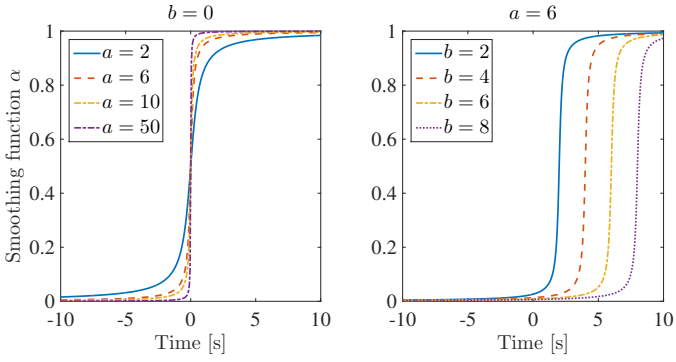 b = 0
Smoothing function α
1
0.8
0.6
0.4
0.2
0
a = 2
a = 6
a = 10
a = 50
-10 -5 0 5 10
Time [s]
a = 6
1
0.8
0.6
0.4
0.2
0
b = 2
b = 4
b = 6
b = 8
-10 -5 0 5 10
Time [s]